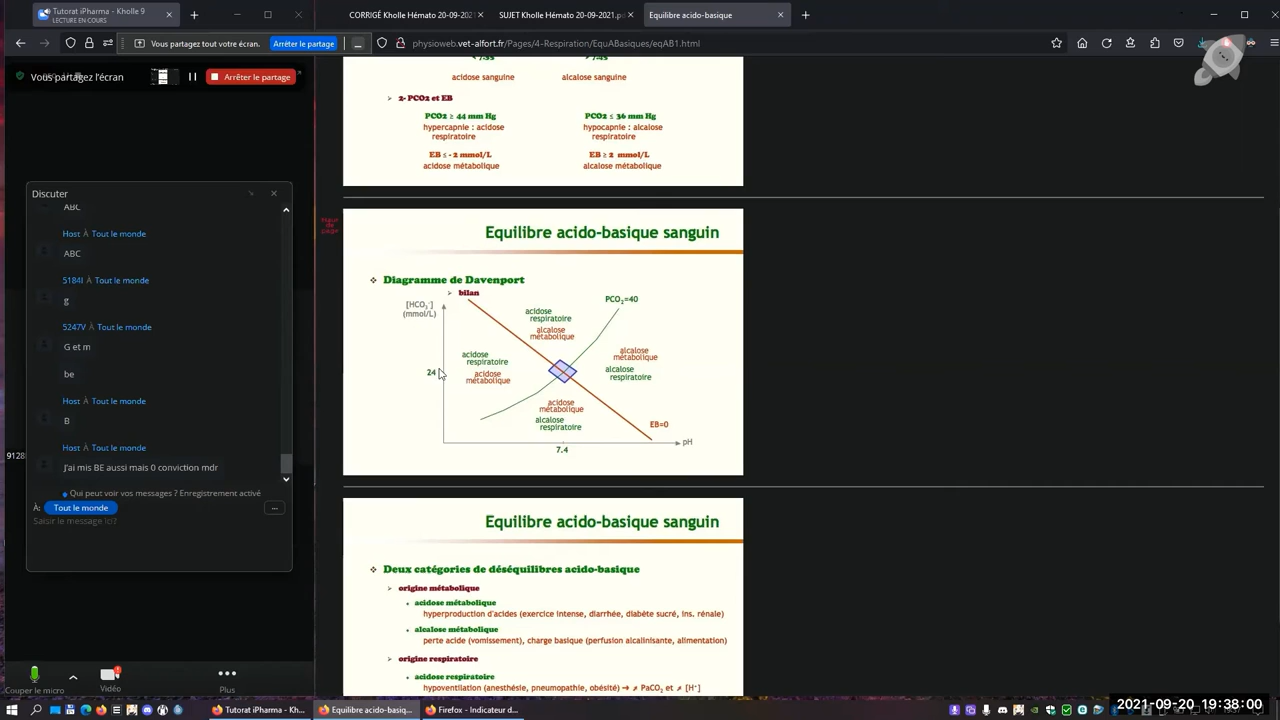 Tutorat d'Imagerie - Kholle 9
LECTURE EN COURS
CORRIGÉ Kholle Hémato 20-09-202
SUJET Kholle Hémato 20-09-2021.p
Equilibre acido-basique
Vous partagez tout votre écran.
Arrêter le partage
...
physioweb.vet-alfort.fr/Pages/4-Respiration/EquABasique/eqAB1.html
Arrêter le partage
< 7.35
> 7.45
acidose sanguine
alcalose sanguine
2- PCO2 et EB
PCO2 ≥ 44 mm Hg
PCO2 ≤ 36 mm Hg
hypercapnie : acidose
respiratoire
hypocapnie : alcalose
respiratoire
EB ≤ - 2 mmol/L
EB ≥ 2 mmol/L
acidose métabolique
alcalose métabolique
Discuter
ABC
Host À Tout le monde
ABC
5184I À Tout le monde
g
5247V À Tout le monde
G et m
be
Host À Tout le monde
B
Host À Tout le monde
J'ai mis BE aussi mais 0 conviction mdr
Qui peut voir vos messages ? Enregistrement activé
À: Tout le monde
...
Saisir le message ici?
9128
Equilibre acido-basique sanguin
Diagramme de Davenport
bilan
[HCO3-]
(mmol/L)
PCO2=40
acidose
respiratoire
alcalose
métabolique
acidose
respiratoire
acidose
métabolique
alcalose
métabolique
alcalose
respiratoire
24
acidose
métabolique
alcalose
respiratoire
EB=0
pH
7.4
Equilibre acido-basique sanguin
Deux catégories de déséquilibres acido-basique
origine métabolique
acidose métabolique
hyperproduction d'acides (exercice intense, diarrhée, diabète sucré, ins. rénale)
alcalose métabolique
perte acide (vomissement), charge basique (perfusion alcalinisante, alimentation)
origine respiratoire
acidose respiratoire
hypoventilation (anesthésie, pneumopathie, obésité) → ↗ PaCO2 et ↗ [H+]
Couper le micro
Vidéo
Plus
Tutorat d'Imagerie - Kh...
Equilibre acido-basiq...
Firefox - Indicateur d...
2021-09-20 19:38:00